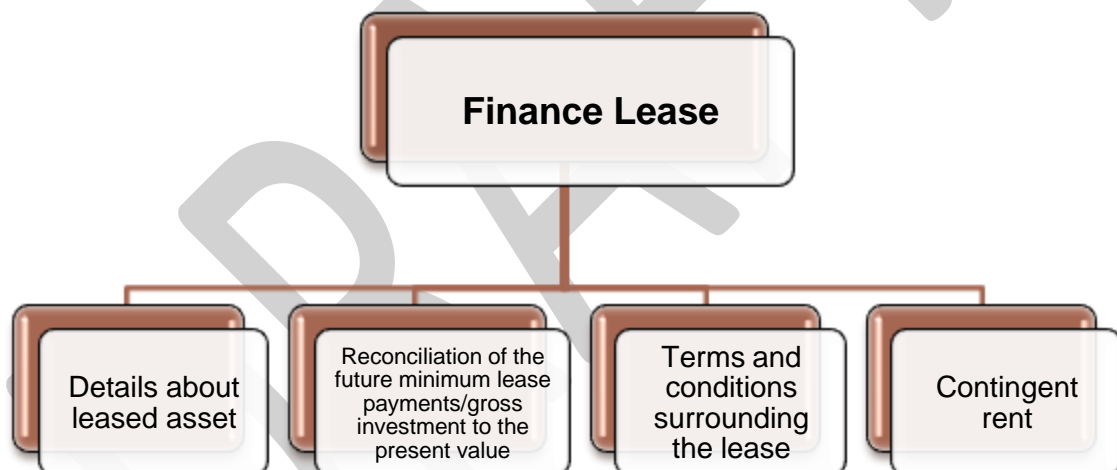 Finance Lease
Details about
leased asset
Reconciliation of the
future minimum lease
payments/gross
investment to the
present value
Terms and
conditions
surrounding
the lease
Contingent
rent